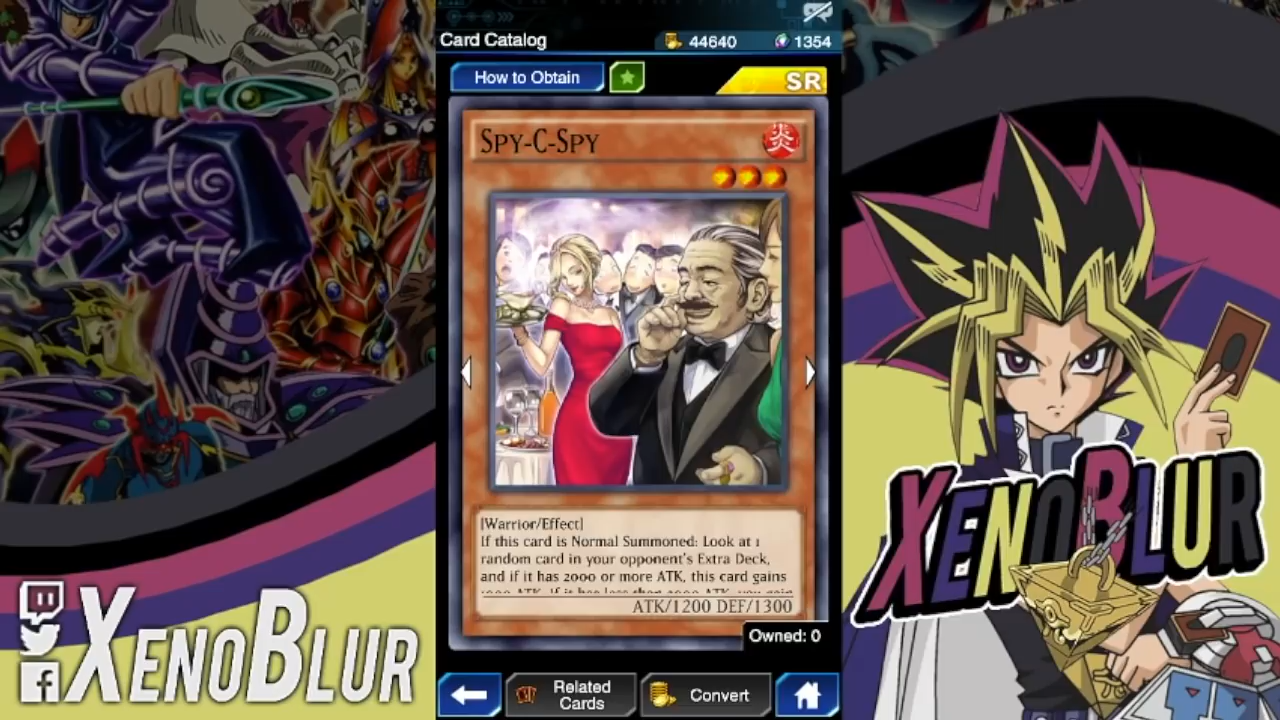 Card Catalog
44640
1354
How to Obtain
SR
Spy-C-Spy
炎
[Warrior/Effect]
If this card is Normal Summoned: Look at 1
random card in your opponent's Extra Deck,
and if it has 2000 or more ATK, this card gains
ATK/1200 DEF/1300
Owned: 0
Related
Cards
Convert
XenoBlur
XenoBlur